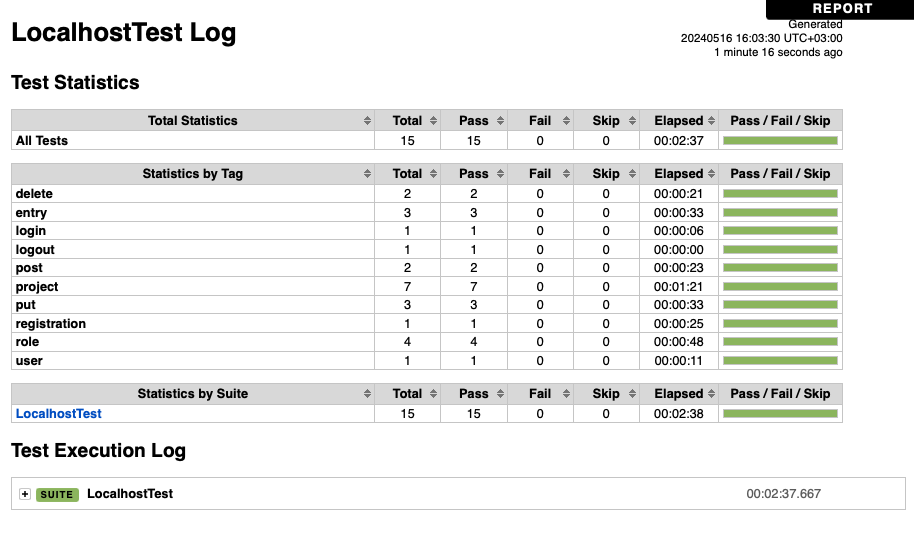 REPORT
LocalhostTest Log
Generated
20240516 16:03:30 UTC+03:00
1 minute 16 seconds ago
Test Statistics
Total Statistics Total Pass Fail Skip Elapsed Pass / Fail / Skip
All Tests 15 15 0 0 00:02:37
Statistics by Tag Total Pass Fail Skip Elapsed Pass / Fail / Skip
delete 2 2 0 0 00:00:21
entry 3 3 0 0 00:00:33
login 1 1 0 0 00:00:06
logout 1 1 0 0 00:00:00
post 2 2 0 0 00:00:23
project 7 7 0 0 00:01:21
put 3 3 0 0 00:00:33
registration 1 1 0 0 00:00:25
role 4 4 0 0 00:00:48
user 1 1 0 0 00:00:11
Statistics by Suite Total Pass Fail Skip Elapsed Pass / Fail / Skip
LocalhostTest 15 15 0 0 00:02:38
Test Execution Log
+ SUITE LocalhostTest 00:02:37.667